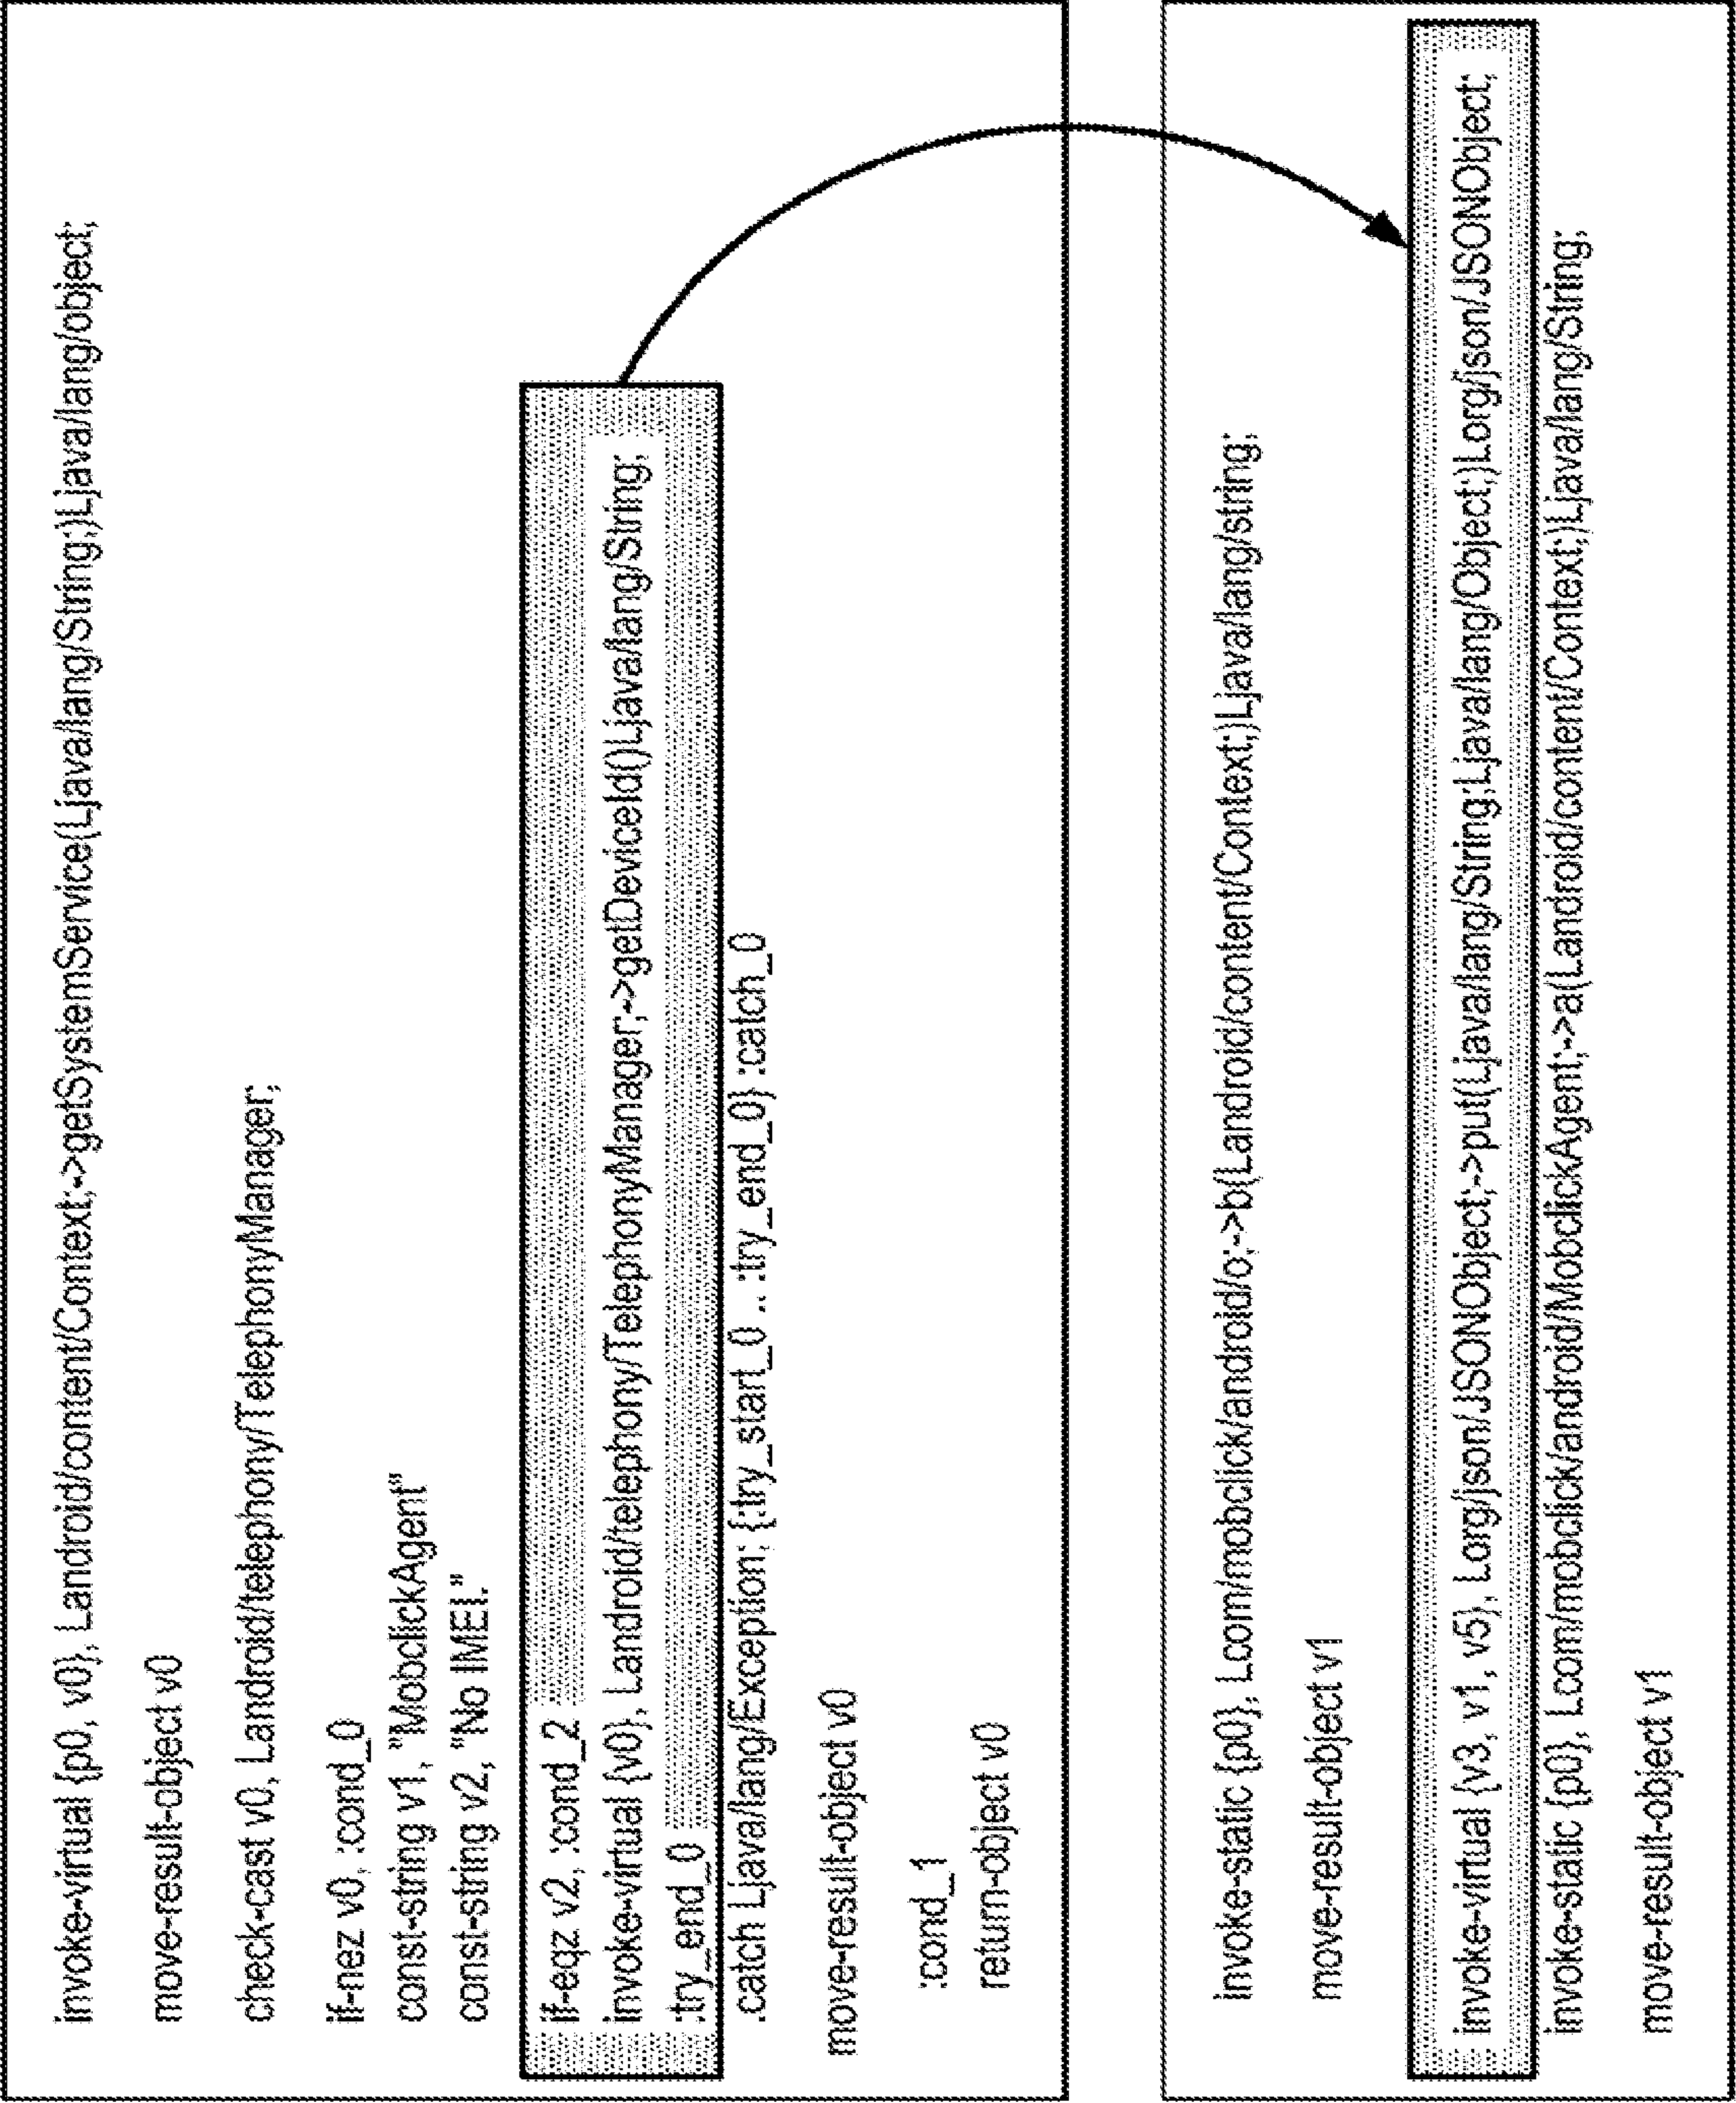 invoke-virtual {p0, v0}, Landroid/content/Context;->getSystemService(Ljava/lang/String;)Ljava/lang/object;
move-result-object v0
check-cast v0, Landroid/telephony/TelephonyManager;
if-nez v0, :cond_0
const-string v1, "MobclickAgent"
const-string v2, "No IMEI."
if-eqz v2, :cond_2
invoke-virtual {v0}, Landroid/telephony/TelephonyManager;->getDeviceId()Ljava/lang/String;
:try_end_0
.catch Ljava/lang/Exception; {:try_start_0 .. :try_end_0} :catch_0
move-result-object v0
:cond_1
return-object v0
invoke-static {p0}, Lcom/mobclick/android/o;->b(Landroid/content/Context;)Ljava/lang/string;
move-result-object v1
invoke-virtual {v3, v1, v5}, Lorg/json/JSONObject;->put(Ljava/lang/String;Ljava/lang/Object;)Lorg/json/JSONObject;
invoke-static {p0}, Lcom/mobclick/android/MobclickAgent;->a(Landroid/content/Context;)Ljava/lang/String;
move-result-object v1